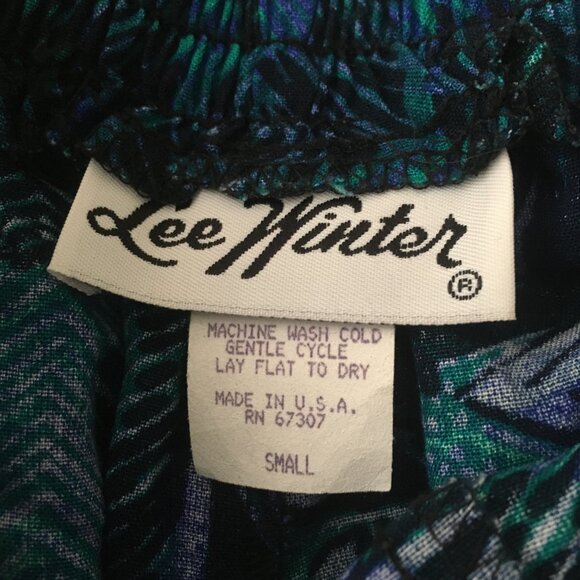 Lee Winter ®
MACHINE WASH COLD
GENTLE CYCLE
LAY FLAT TO DRY
MADE IN U.S.A.
RN 67307
SMALL